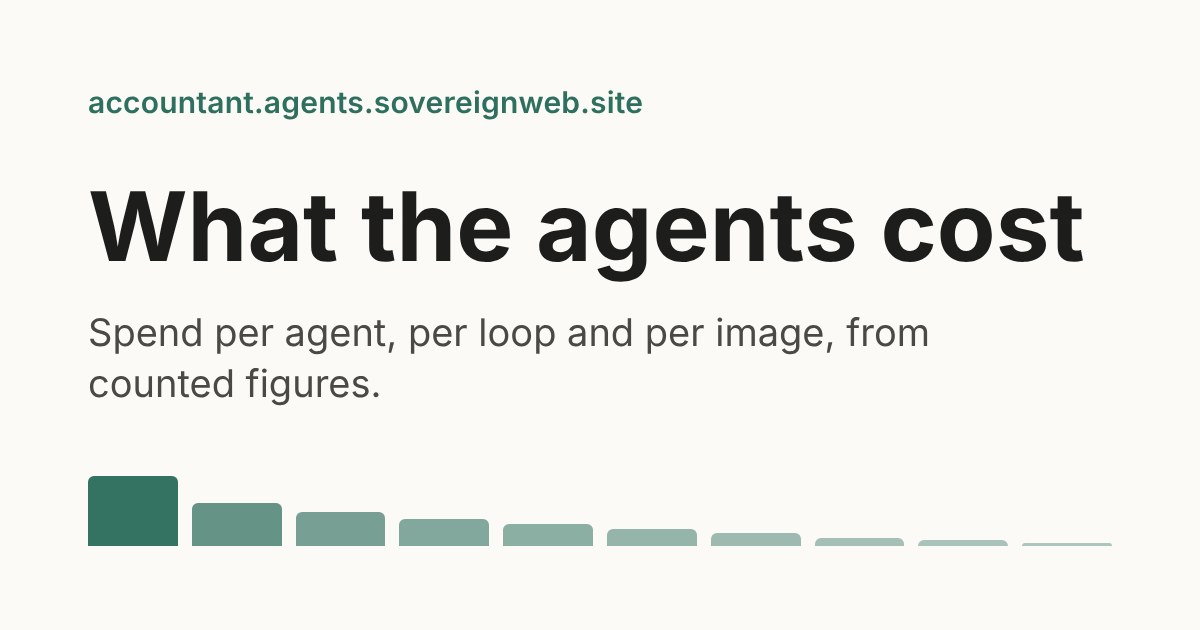 accountant.agents.sovereignweb.site
What the agents cost
Spend per agent, per loop and per image, from
counted figures.